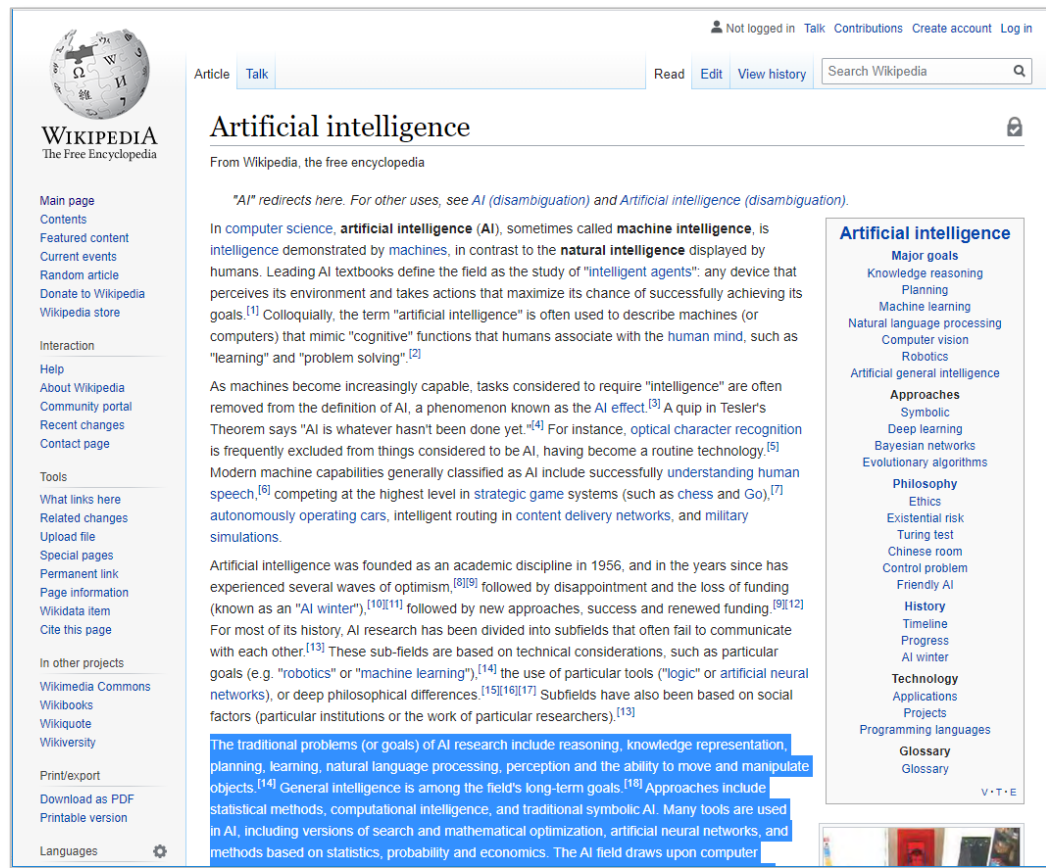 Not logged in Talk Contributions Create account Log in
WIKIPEDIA
The Free Encyclopedia
Article Talk
Read Edit View history
Search Wikipedia
Main page
Contents
Featured content
Current events
Random article
Donate to Wikipedia
Wikipedia store
Interaction
Help
About Wikipedia
Community portal
Recent changes
Contact page
Tools
What links here
Related changes
Upload file
Special pages
Permanent link
Page information
Wikidata item
Cite this page
In other projects
Wikimedia Commons
Wikibooks
Wikiquote
Wikiversity
Print/export
Download as PDF
Printable version
Languages
Artificial intelligence
From Wikipedia, the free encyclopedia
"AI" redirects here. For other uses, see AI (disambiguation) and Artificial intelligence (disambiguation).
In computer science, artificial intelligence (AI), sometimes called machine intelligence, is
intelligence demonstrated by machines, in contrast to the natural intelligence displayed by
humans. Leading AI textbooks define the field as the study of "intelligent agents": any device that
perceives its environment and takes actions that maximize its chance of successfully achieving its
goals.[1] Colloquially, the term "artificial intelligence" is often used to describe machines (or
computers) that mimic "cognitive" functions that humans associate with the human mind, such as
"learning" and "problem solving".[2]
As machines become increasingly capable, tasks considered to require "intelligence" are often
removed from the definition of AI, a phenomenon known as the AI effect.[3] A quip in Tesler's
Theorem says "AI is whatever hasn't been done yet."[4] For instance, optical character recognition
is frequently excluded from things considered to be AI, having become a routine technology.[5]
Modern machine capabilities generally classified as AI include successfully understanding human
speech,[6] competing at the highest level in strategic game systems (such as chess and Go),[7]
autonomously operating cars, intelligent routing in content delivery networks, and military
simulations.
Artificial intelligence was founded as an academic discipline in 1956, and in the years since has
experienced several waves of optimism,[8][9] followed by disappointment and the loss of funding
(known as an "AI winter"),[10][11] followed by new approaches, success and renewed funding.[9][12]
For most of its history, AI research has been divided into subfields that often fail to communicate
with each other.[13] These sub-fields are based on technical considerations, such as particular
goals (e.g. "robotics" or "machine learning"),[14] the use of particular tools ("logic" or artificial neural
networks), or deep philosophical differences.[15][16][17] Subfields have also been based on social
factors (particular institutions or the work of particular researchers).[13]
The traditional problems (or goals) of AI research include reasoning, knowledge representation,
planning, learning, natural language processing, perception and the ability to move and manipulate
objects.[14] General intelligence is among the field's long-term goals.[18] Approaches include
statistical methods, computational intelligence, and traditional symbolic AI. Many tools are used
in AI, including versions of search and mathematical optimization, artificial neural networks, and
methods based on statistics, probability and economics. The AI field draws upon computer
Artificial intelligence
Major goals
Knowledge reasoning
Planning
Machine learning
Natural language processing
Computer vision
Robotics
Artificial general intelligence
Approaches
Symbolic
Deep learning
Bayesian networks
Evolutionary algorithms
Philosophy
Ethics
Existential risk
Turing test
Chinese room
Control problem
Friendly AI
History
Timeline
Progress
AI winter
Technology
Applications
Projects
Programming languages
Glossary
Glossary
V·T·E